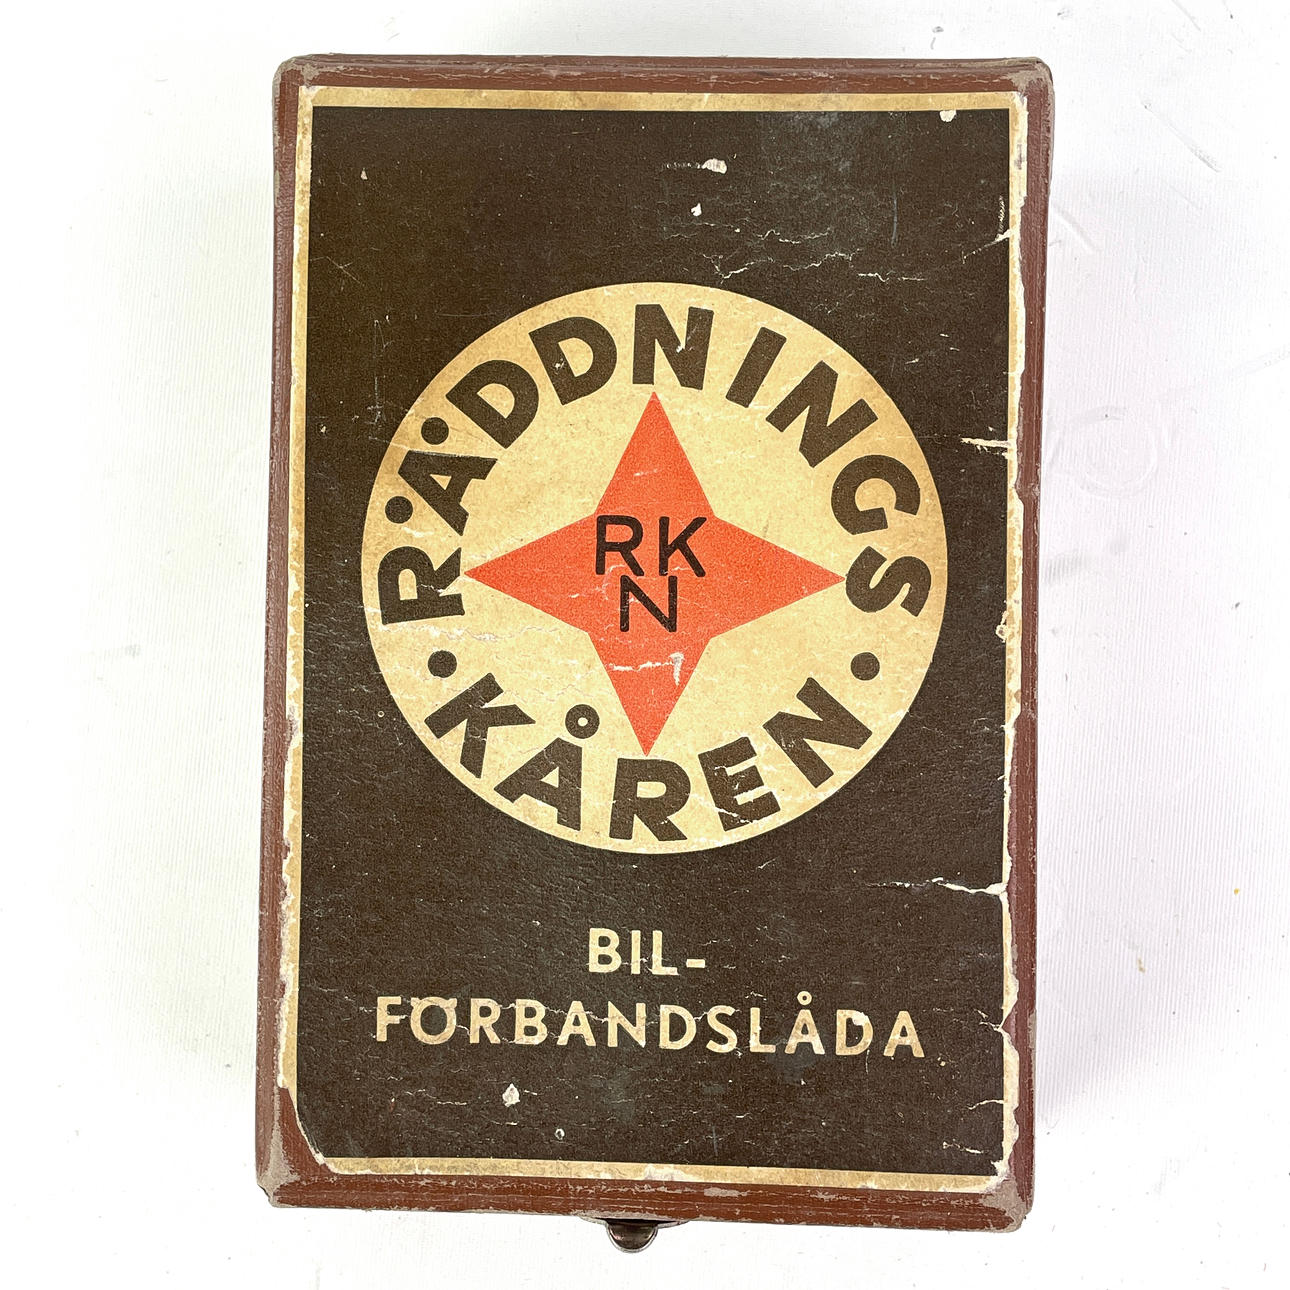 RÄDDNINGS
· KÅREN ·
RK
N
BIL-
FÖRBANDSLÅDA